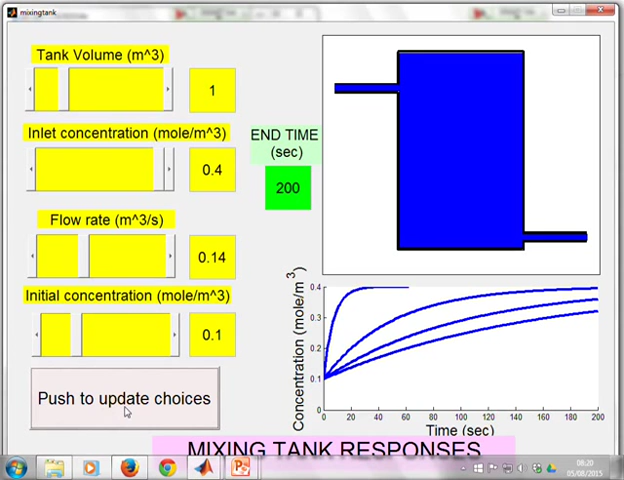 mixingtank
Tank Volume (m^3)
1
Inlet concentration (mole/m^3)
0.4
END TIME
(sec)
200
Flow rate (m^3/s)
0.14
Initial concentration (mole/m^3)
0.1
Push to update choices
Concentration (mole/m^3)
0.4
0.3
0.2
0.1
0
0 20 40 60 80 100 120 140 160 180 200
Time (sec)
MIXING TANK RESPONSES
08:20
05/08/2015